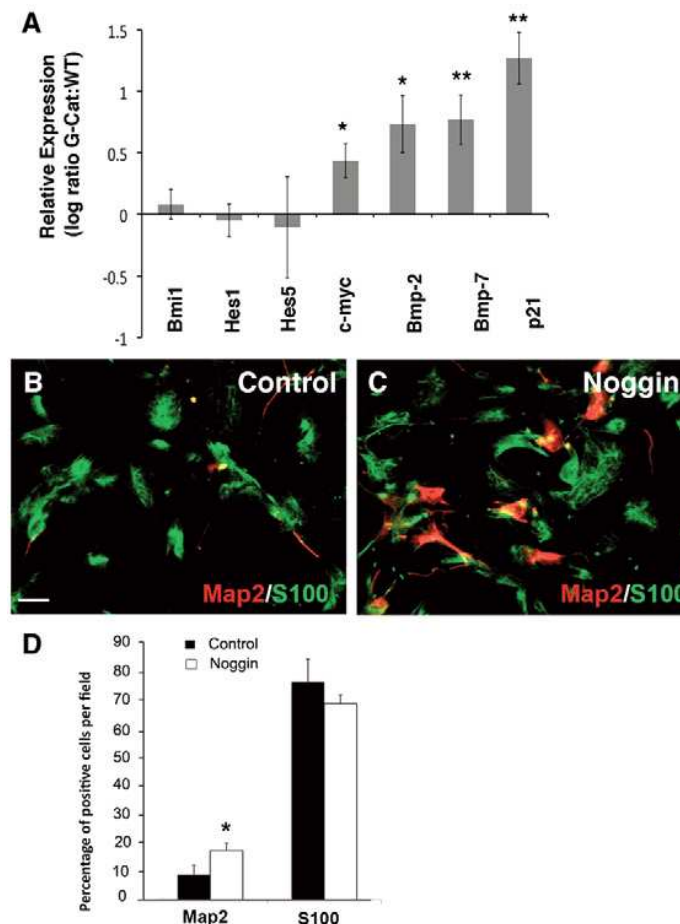 A
Relative Expression
(log ratio G-Cat:WT)
1.5
1
0.5
0
-0.5
-1
*
*
**
**
Bmi1
Hes1
Hes5
c-myc
Bmp-2
Bmp-7
p21
B
Control
Map2/S100
C
Noggin
Map2/S100
D
Percentage of positive cells per field
90
80
70
60
50
40
30
20
10
0
Control
Noggin
*
Map2
S100